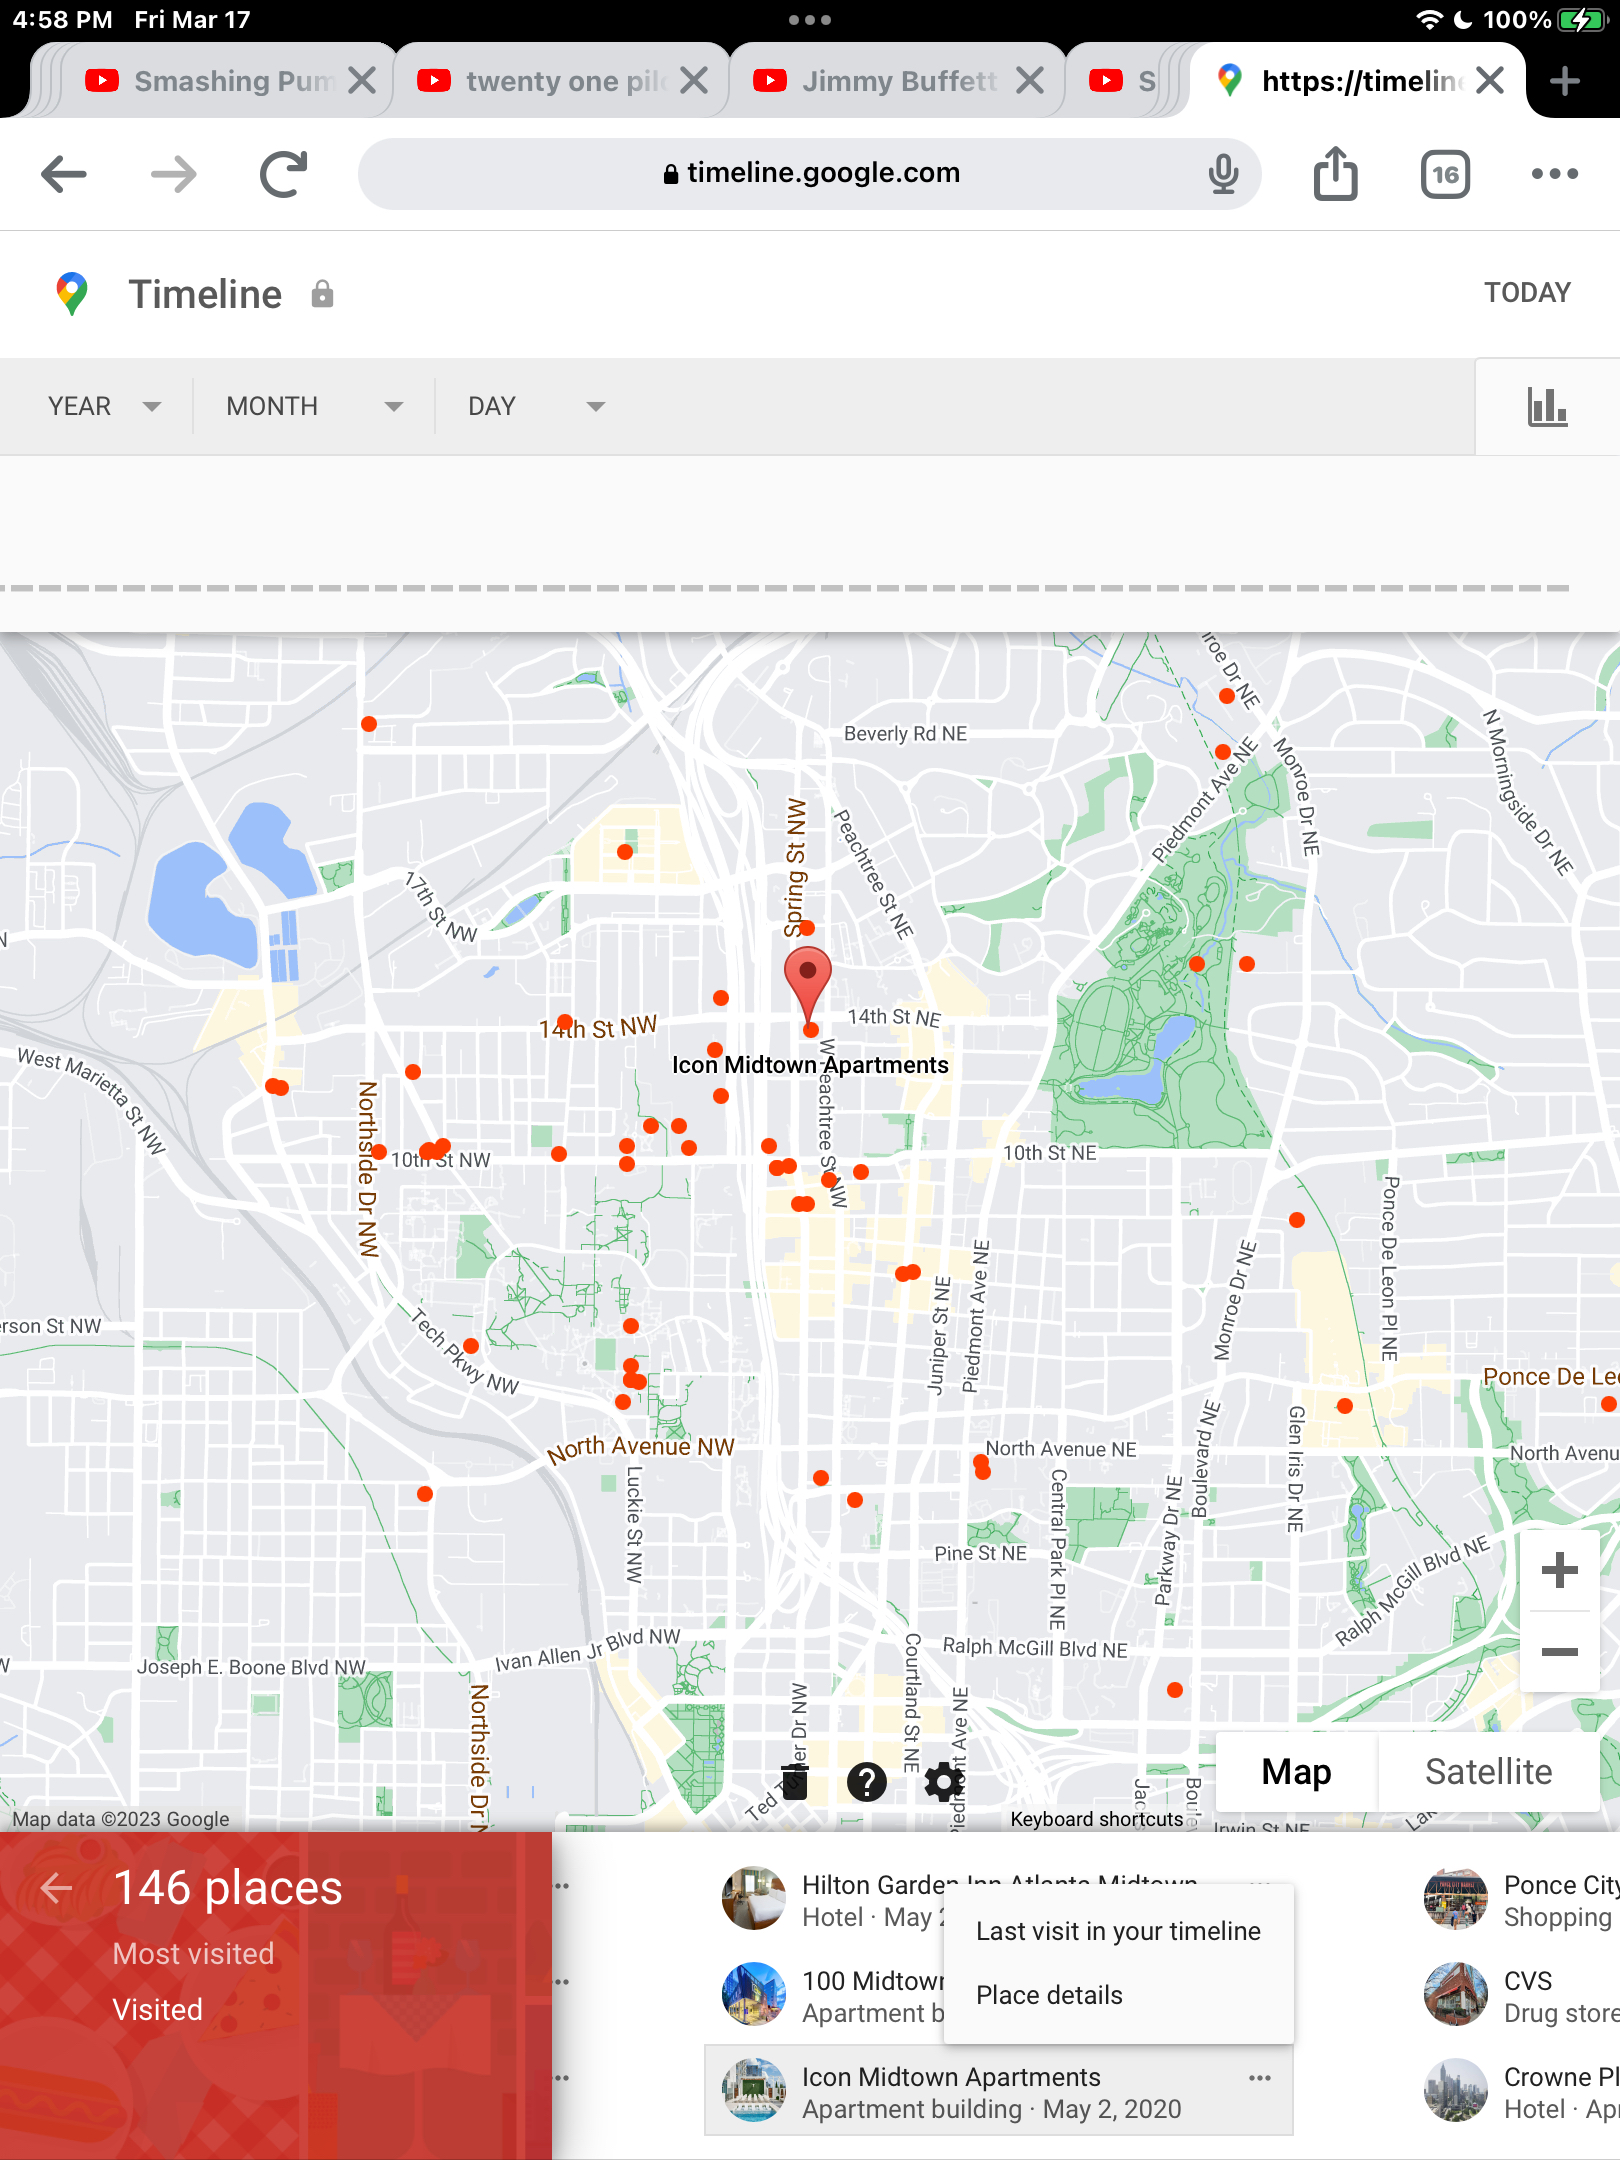 4:58 PM Fri Mar 17
100%
Smashing Pum
twenty one pil
Jimmy Buffett
S
https://timelin
timeline.google.com
16
Timeline
TODAY
YEAR
MONTH
DAY
Monroe Dr NE
Beverly Rd NE
N Morningside Dr NE
Piedmont Ave NE
Monroe Dr NE
Spring St NW
Peachtree St NE
17th St NW
N
14th St NW
14th St NE
West Marietta St NW
Icon Midtown Apartments
W Peachtree St NW
Northside Dr NW
10th St NW
10th St NE
Ponce De Leon Pl NE
Monroe Dr NE
Juniper St NE
Piedmont Ave NE
erson St NW
Tech Pkwy NW
Ponce De Le
North Avenue NW
North Avenue NE
North Avenu
Boulevard NE
Glen Iris Dr NE
Luckie St NW
Central Park Pl NE
Parkway Dr NE
Pine St NE
Ralph McGill Blvd NE
Ivan Allen Jr Blvd NW
Ralph McGill Blvd NE
W
Joseph E. Boone Blvd NW
Courtland St NE
Northside Dr N
Piedmont Ave NE
Ted Turner Dr NW
Map
Satellite
Map data ©2023 Google
Keyboard shortcuts
Irwin St NE
146 places
Most visited
Visited
Hilton Garden Inn Atlanta Midtown
Hotel · May 2
100 Midtown
Apartment b
Last visit in your timeline
Place details
Icon Midtown Apartments
Apartment building · May 2, 2020
Ponce City
Shopping
CVS
Drug store
Crowne Pl
Hotel · Apr